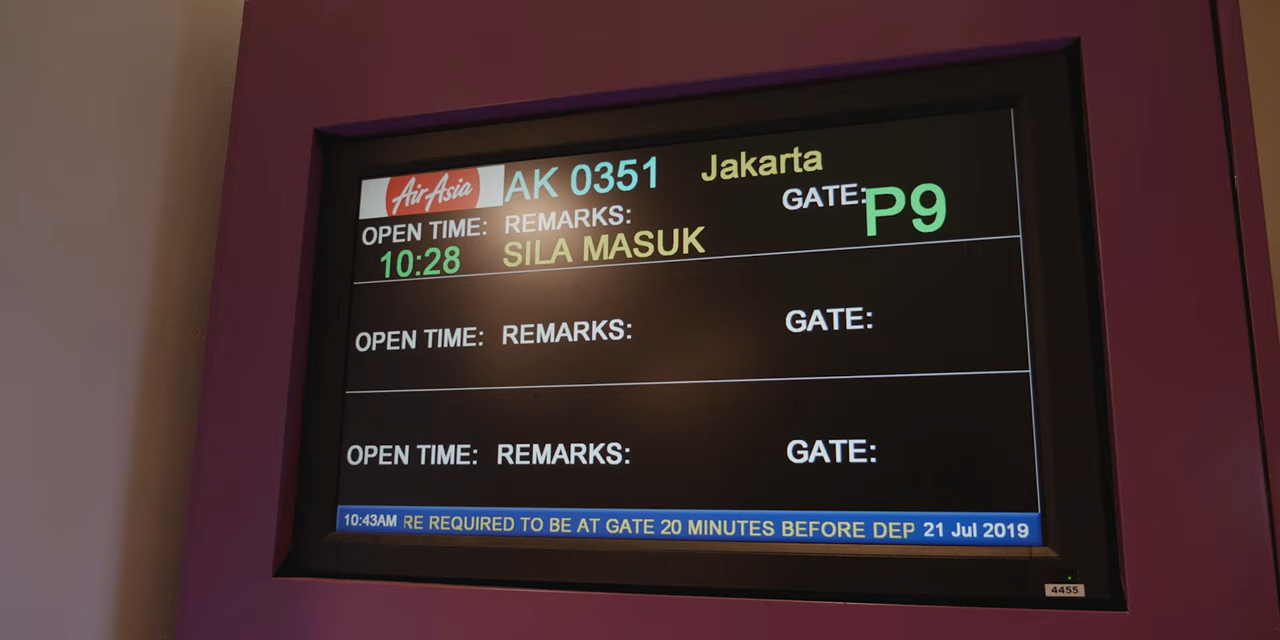 AirAsia AK 0351 Jakarta
OPEN TIME: REMARKS: GATE: P9
10:28 SILA MASUK
OPEN TIME: REMARKS: GATE:
OPEN TIME: REMARKS: GATE:
10:43AM RE REQUIRED TO BE AT GATE 20 MINUTES BEFORE DEP 21 Jul 2019
4455